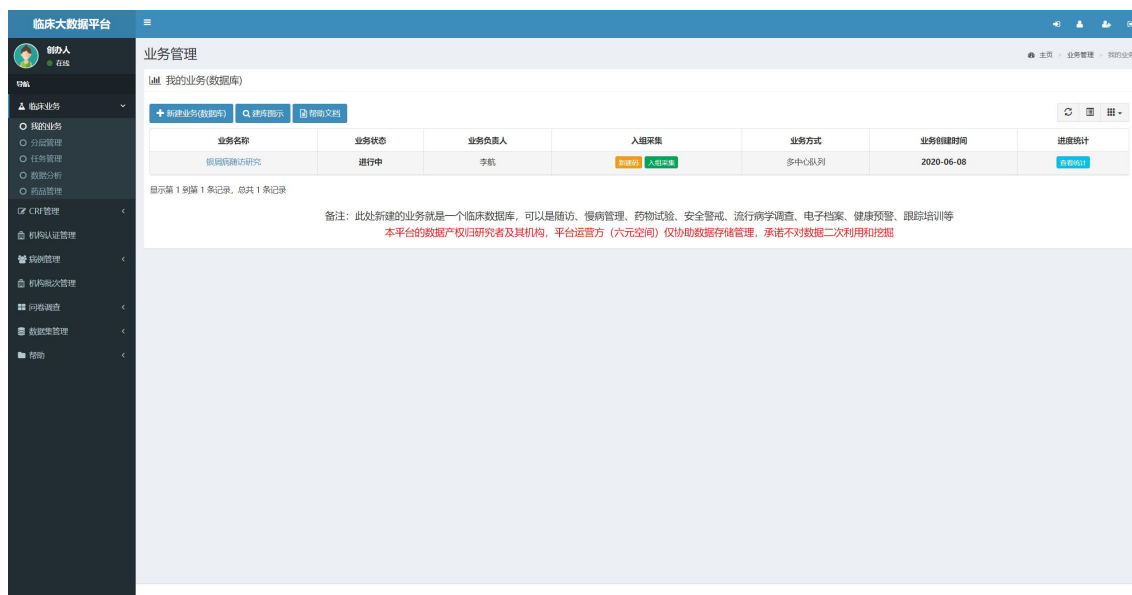 临床大数据平台
创办人
在线
主页 > 业务管理 > 我的业务
导航
临床业务
我的业务
分层管理
任务管理
数据分析
药品管理
CRF管理
机构认证管理
病例管理
机构批次管理
问卷调查
数据集管理
帮助
业务管理
我的业务(数据库)
新建业务(数据库) 建库图示 帮助文档
业务名称 业务状态 业务负责人 入组采集 业务方式 业务创建时间 进度统计
银屑病随访研究 进行中 李航 新建码 入组采集 多中心队列 2020-06-08 查看统计
显示第 1 到第 1 条记录，总共 1 条记录
备注：此处新建的业务就是一个临床数据库，可以是随访、慢病管理、药物试验、安全警戒、流行病学调查、电子档案、健康预警、跟踪培训等
本平台的数据产权归研究者及其机构，平台运营方（六元空间）仅协助数据存储管理，承诺不对数据二次利用和挖掘